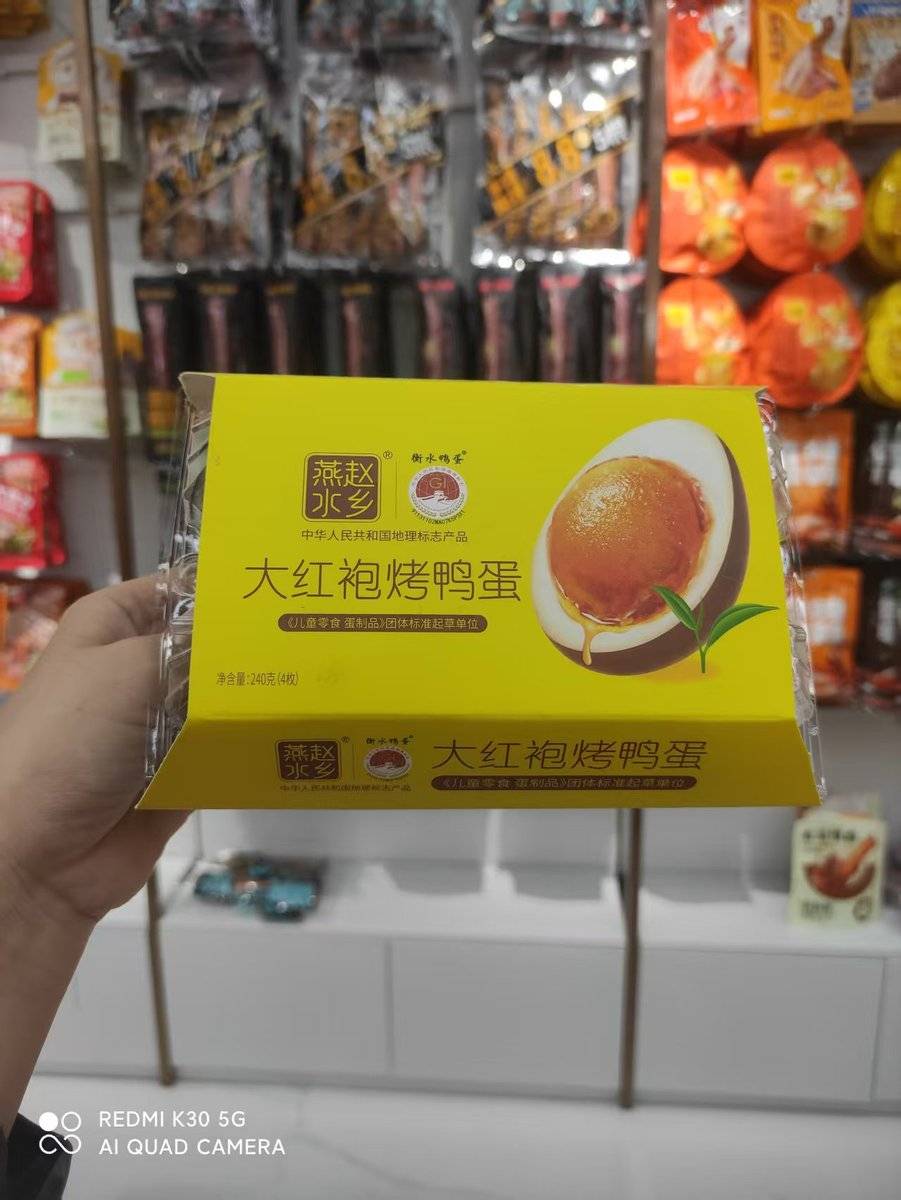 燕赵
水乡
®
衡水鸭蛋®
GI
中华人民共和国地理标志产品
大红袍烤鸭蛋
《儿童零食 蛋制品》团体标准起草单位
净含量:240克(4枚)
燕赵
水乡
®
衡水鸭蛋®
中华人民共和国地理标志产品
大红袍烤鸭蛋
《儿童零食 蛋制品》团体标准起草单位
REDMI K30 5G
AI QUAD CAMERA